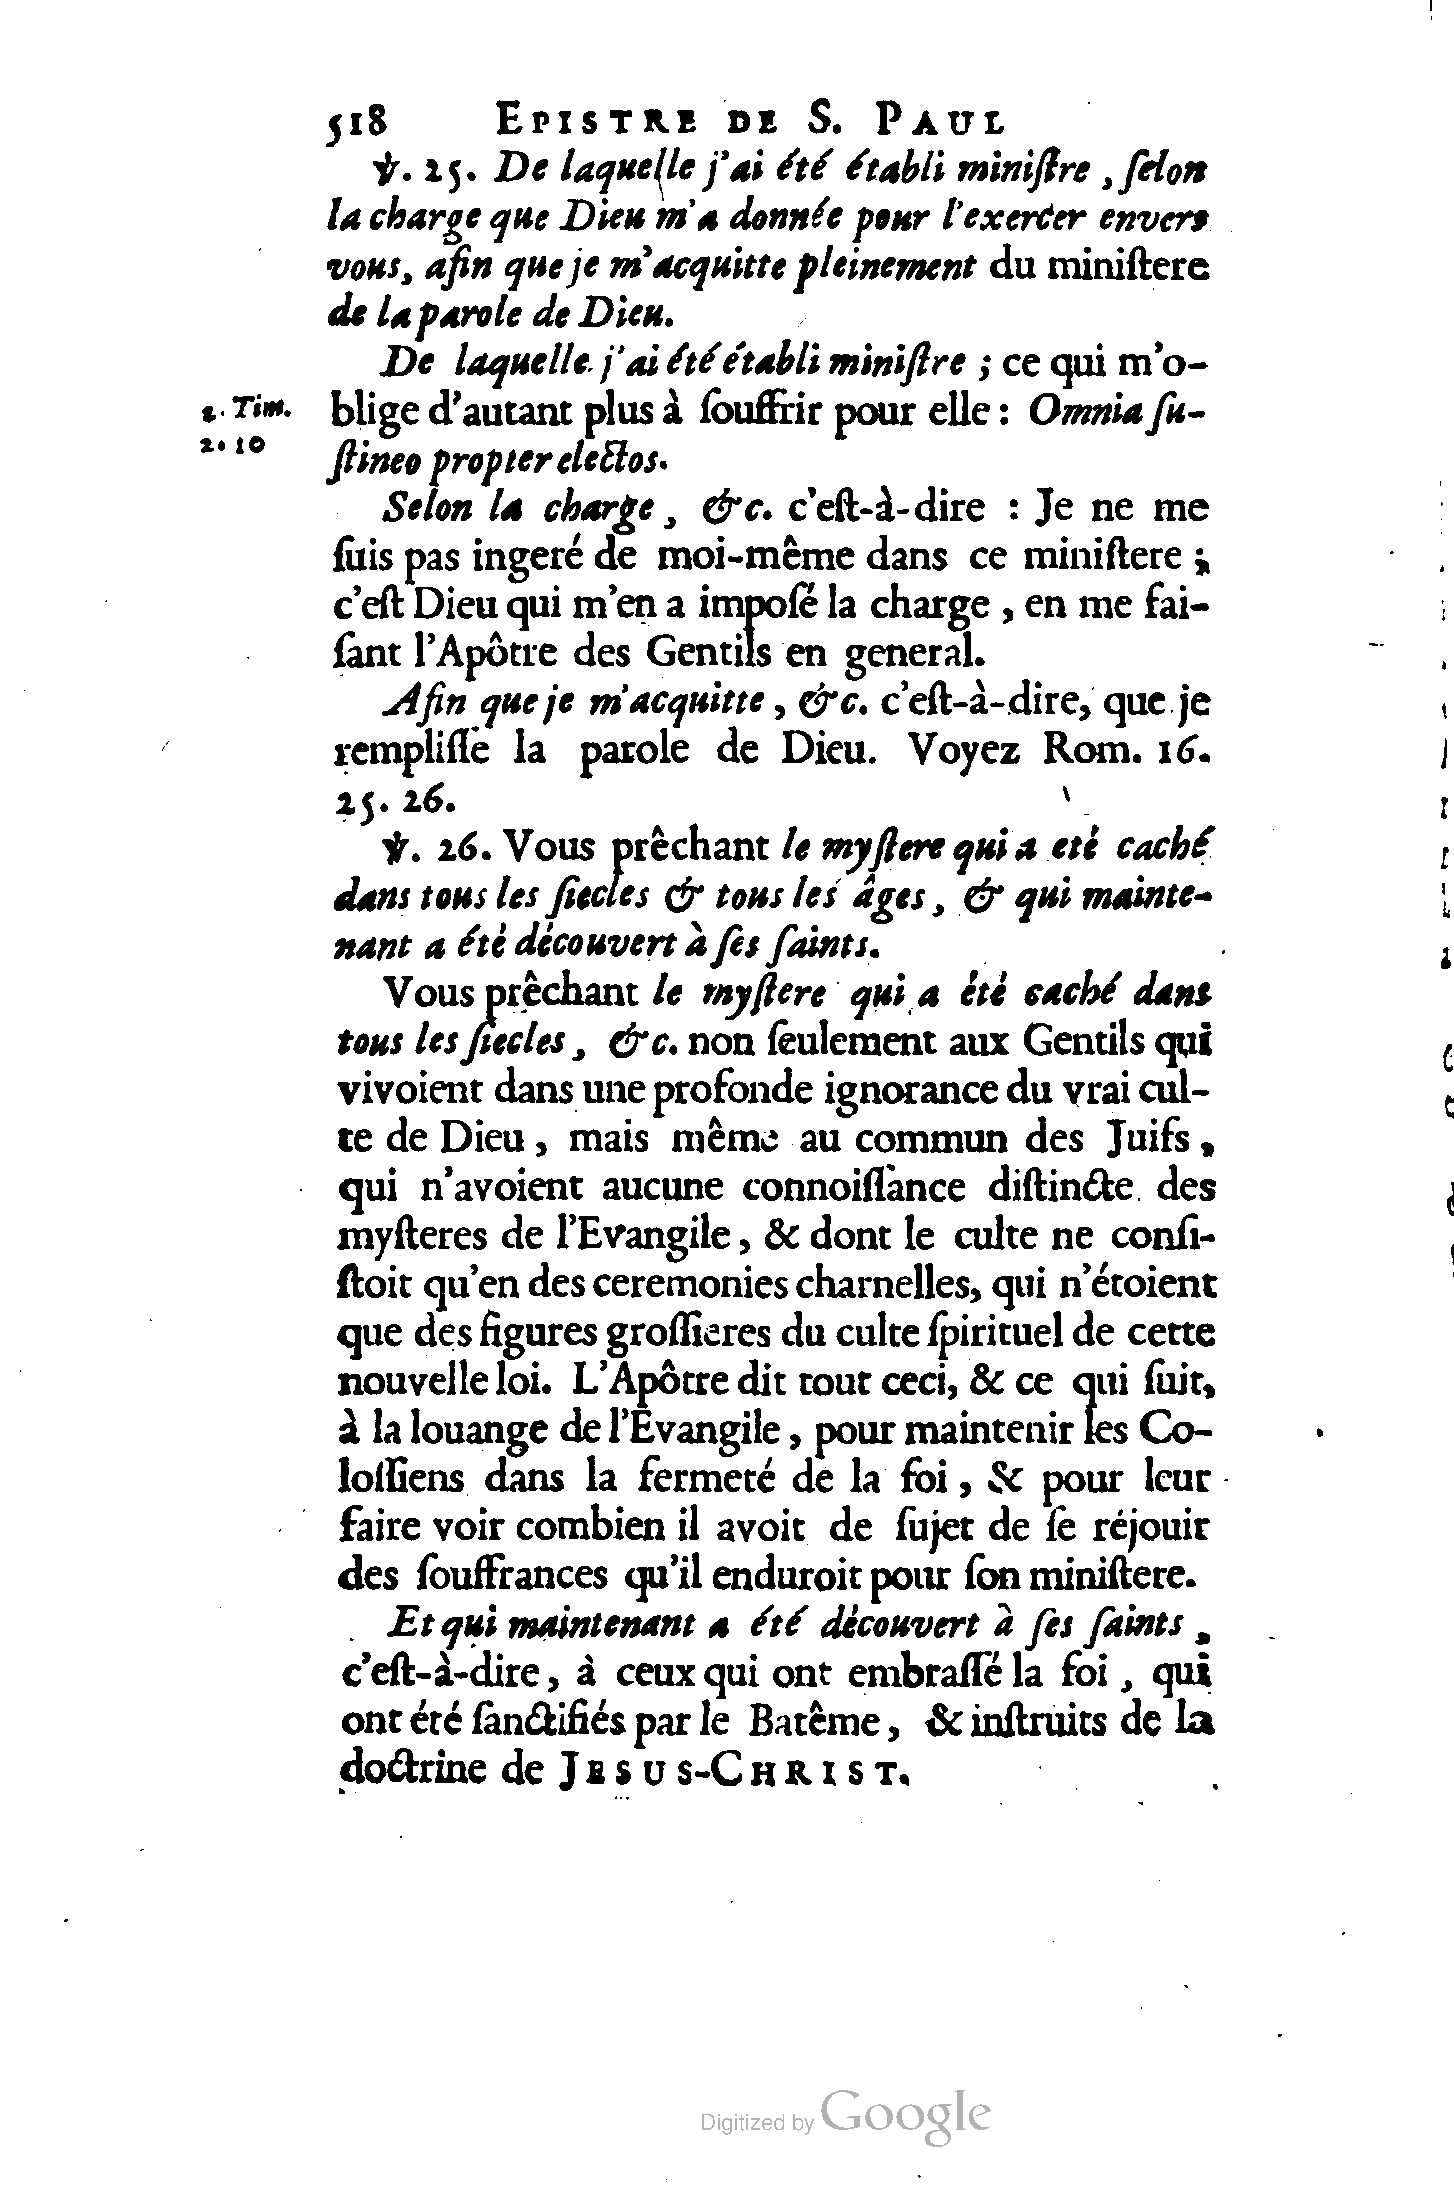 518 EPISTRE DE S. PAUL
℣. 25. De laquelle j'ai été établi miniſtre, ſelon
la charge que Dieu m'a donnée pour l'exercer envers
vous, afin que je m'acquitte pleinement du miniſtere
de la parole de Dieu.
De laquelle j'ai été établi miniſtre ; ce qui m'o-
2. Tim.
2. 10
blige d'autant plus à ſouffrir pour elle : Omnia ſu-
ſtineo propter electos.
Selon la charge, &c. c'eſt-à-dire : Je ne me
ſuis pas ingeré de moi-même dans ce miniſtere ;
c'eſt Dieu qui m'en a impoſé la charge, en me fai-
ſant l'Apôtre des Gentils en general.
Afin que je m'acquitte, &c. c'eſt-à-dire, que je
rempliſſe la parole de Dieu. Voyez Rom. 16.
25. 26.
℣. 26. Vous prêchant le myſtere qui a eté caché
dans tous les ſiecles & tous les âges, & qui mainte-
nant a été découvert à ſes ſaints.
Vous prêchant le myſtere qui a été caché dans
tous les ſiecles, &c. non ſeulement aux Gentils qui
vivoient dans une profonde ignorance du vrai cul-
te de Dieu, mais même au commun des Juifs,
qui n'avoient aucune connoiſſance diſtincte des
myſteres de l'Evangile, & dont le culte ne conſi-
ſtoit qu'en des ceremonies charnelles, qui n'étoient
que des figures groſſieres du culte ſpirituel de cette
nouvelle loi. L'Apôtre dit tout ceci, & ce qui ſuit,
à la louange de l'Evangile, pour maintenir les Co-
loſſiens dans la fermeté de la foi, & pour leur
faire voir combien il avoit de ſujet de ſe réjouir
des ſouffrances qu'il enduroit pour ſon miniſtere.
Et qui maintenant a été découvert à ſes ſaints,
c'eſt-à-dire, à ceux qui ont embraſſé la foi, qui
ont été ſanctifiés par le Batême, & inſtruits de la
doctrine de JESUS-CHRIST.
Digitized by Google